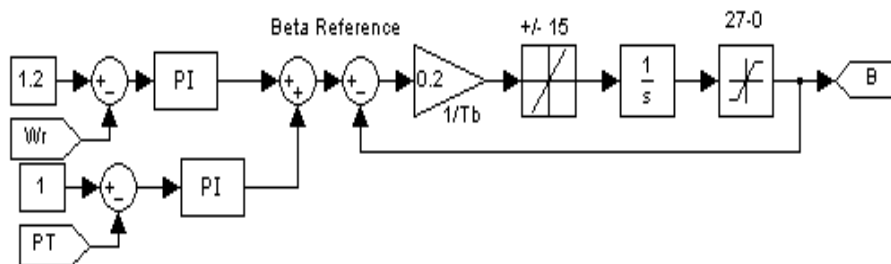 Beta Reference
+/- 15
27-0
1.2
+
-
PI
+
+
+
-
0.2
1/Tb
1
s
B
Wr
1
+
-
PI
PT